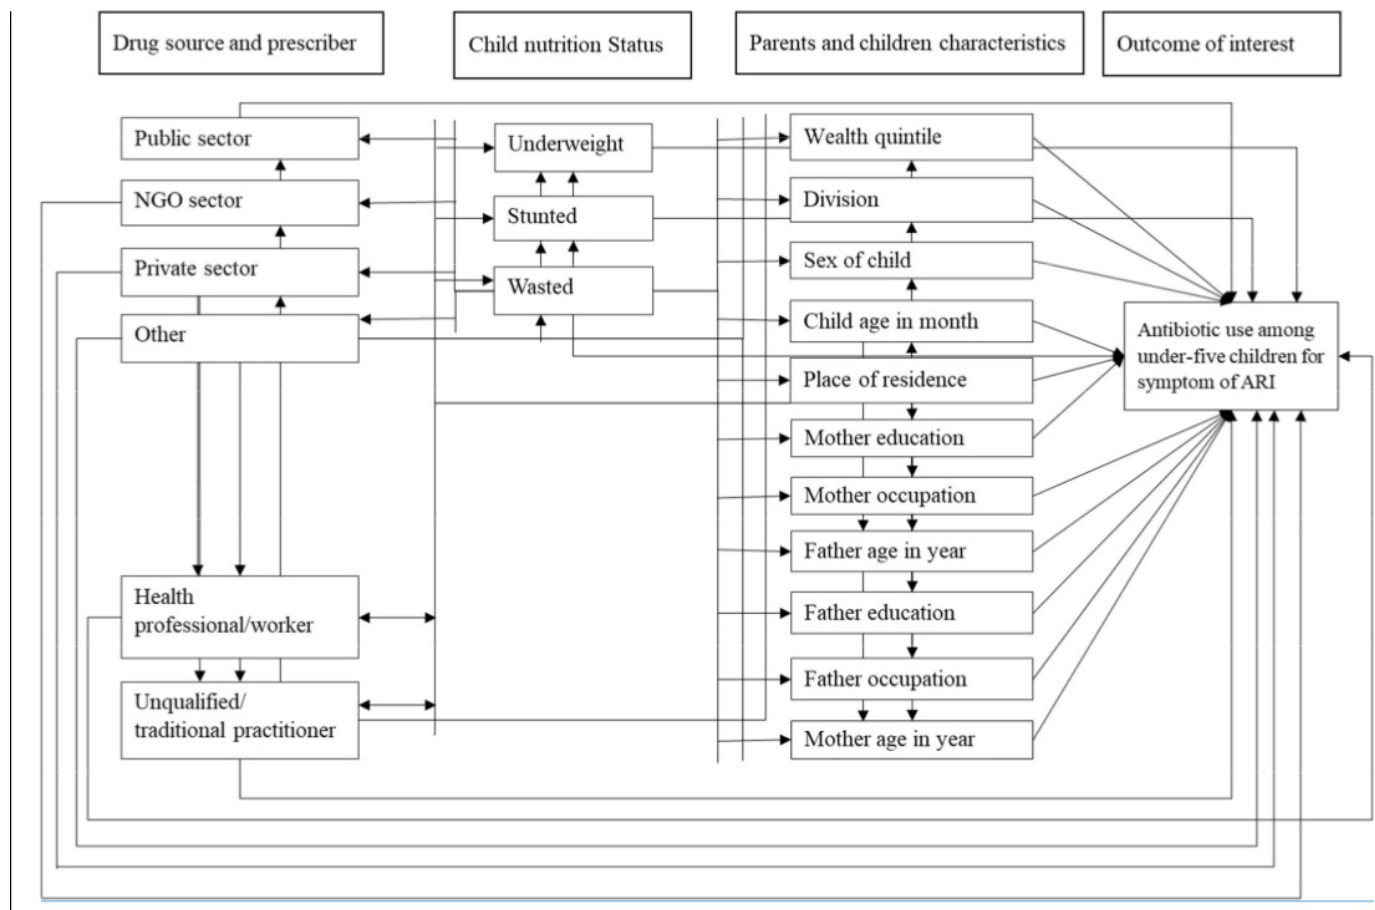 Drug source and prescriber
Child nutrition Status
Parents and children characteristics
Outcome of interest
Public sector
NGO sector
Private sector
Other
Health
professional/worker
Unqualified/
traditional practitioner
Underweight
Stunted
Wasted
Wealth quintile
Division
Sex of child
Child age in month
Place of residence
Mother education
Mother occupation
Father age in year
Father education
Father occupation
Mother age in year
Antibiotic use among
under-five children for
symptom of ARI